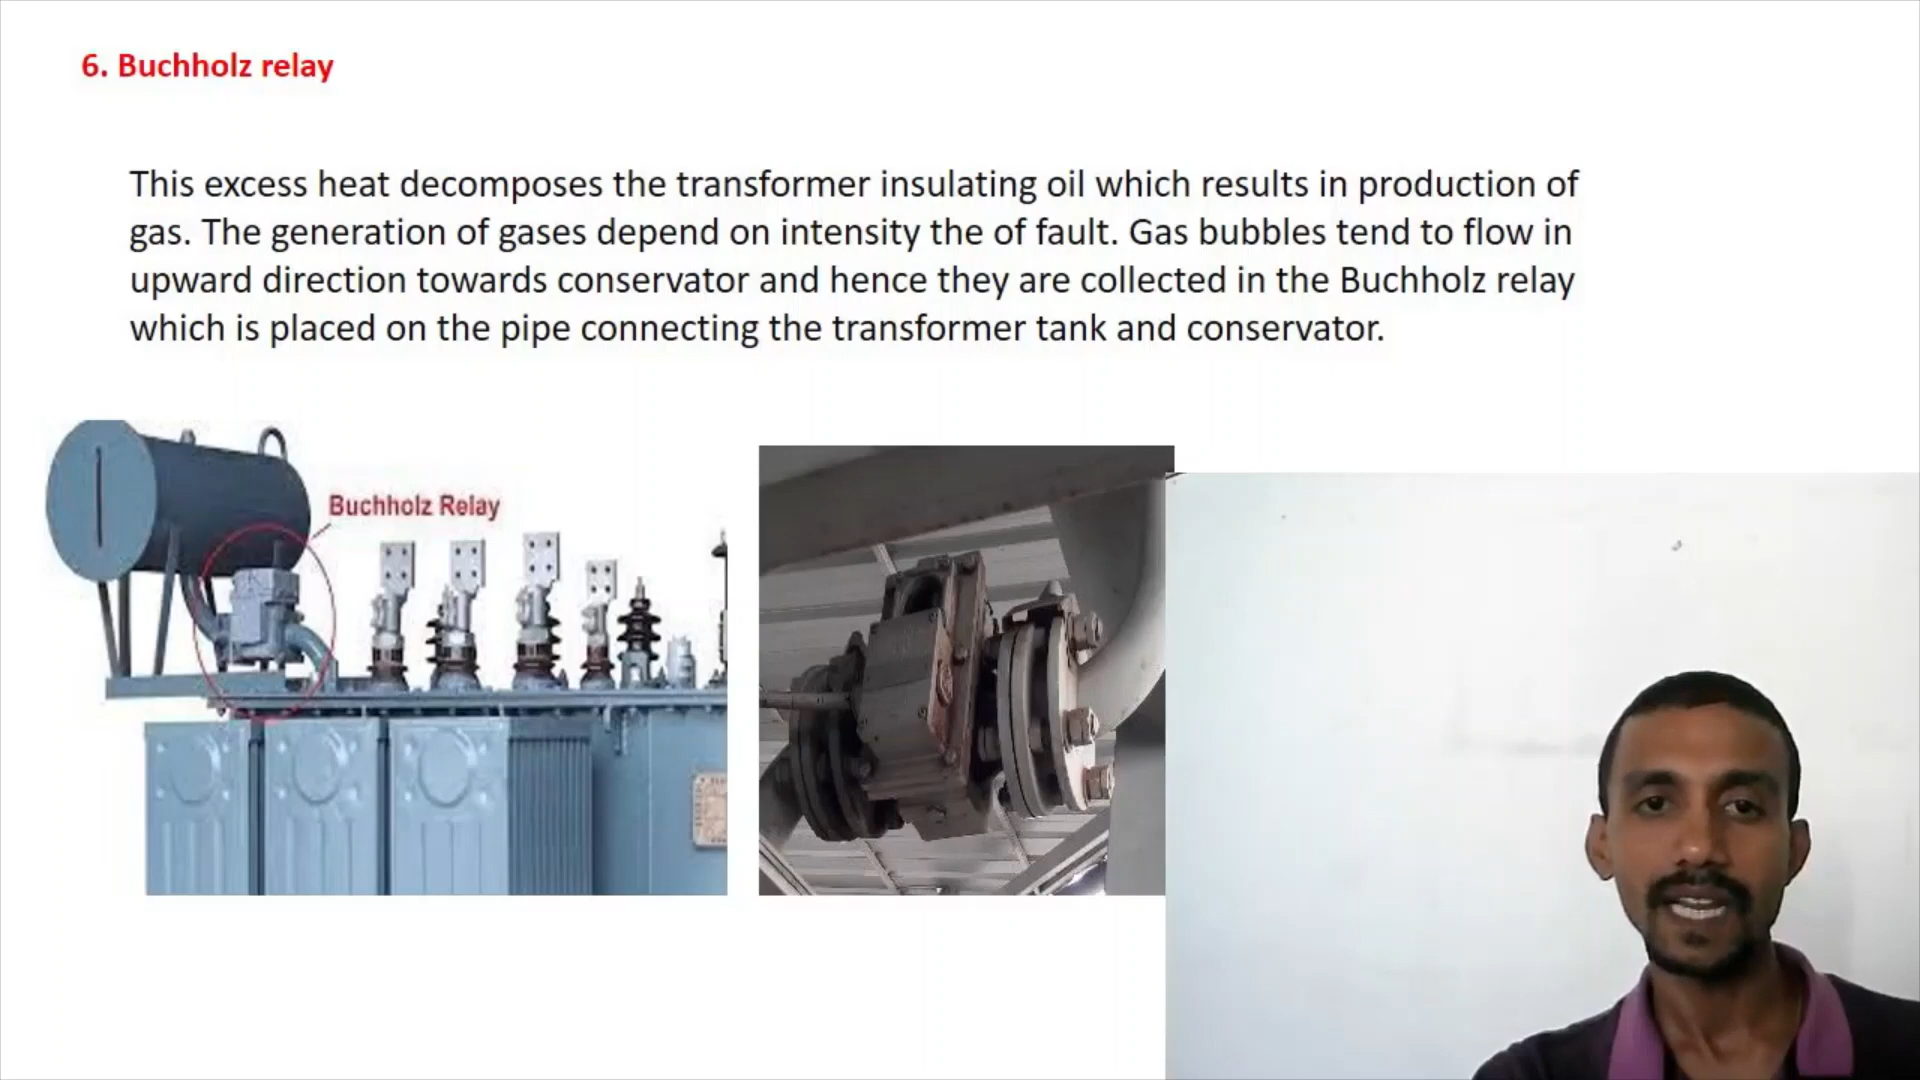 6. Buchholz relay
This excess heat decomposes the transformer insulating oil which results in production of
gas. The generation of gases depend on intensity the of fault. Gas bubbles tend to flow in
upward direction towards conservator and hence they are collected in the Buchholz relay
which is placed on the pipe connecting the transformer tank and conservator.
Buchholz Relay